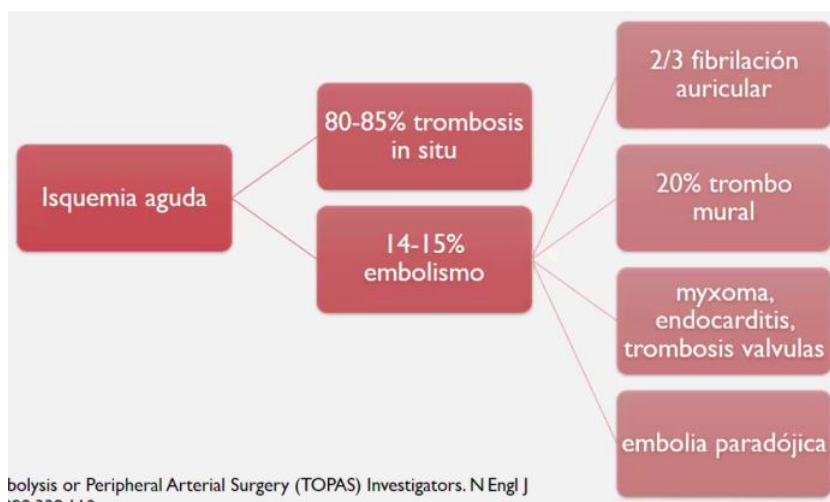 Isquemia aguda
80-85% trombosis
in situ
14-15%
embolismo
2/3 fibrilación
auricular
20% trombo
mural
myxoma,
endocarditis,
trombosis valvulas
embolia paradójica
bolysis or Peripheral Arterial Surgery (TOPAS) Investigators. N Engl J